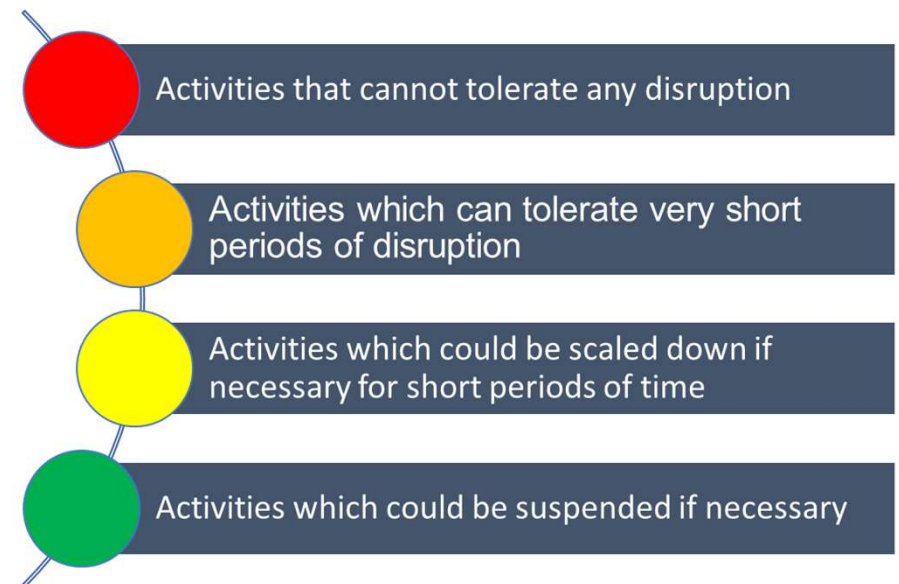 Activities that cannot tolerate any disruption
Activities which can tolerate very short
periods of disruption
Activities which could be scaled down if
necessary for short periods of time
Activities which could be suspended if necessary